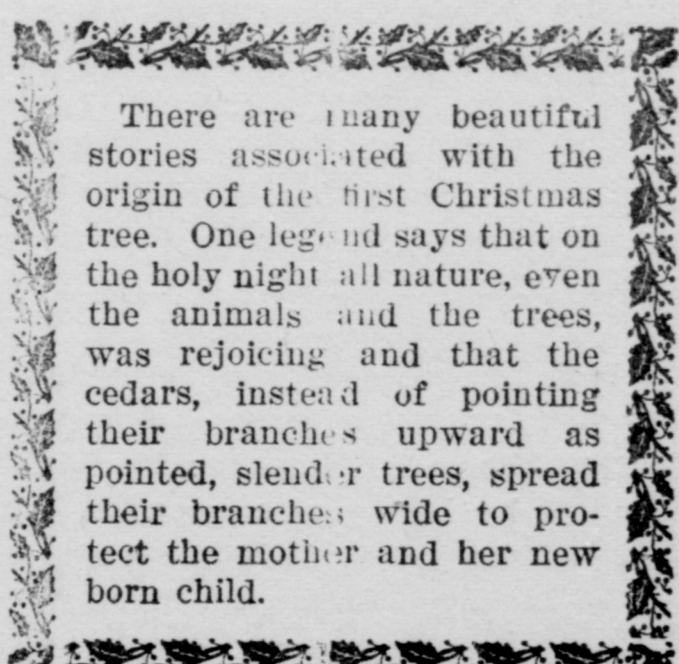 There are many beautiful
stories associated with the
origin of the first Christmas
tree. One legend says that on
the holy night all nature, even
the animals and the trees,
was rejoicing and that the
cedars, instead of pointing
their branches upward as
pointed, slender trees, spread
their branches wide to pro-
tect the mother and her new
born child.